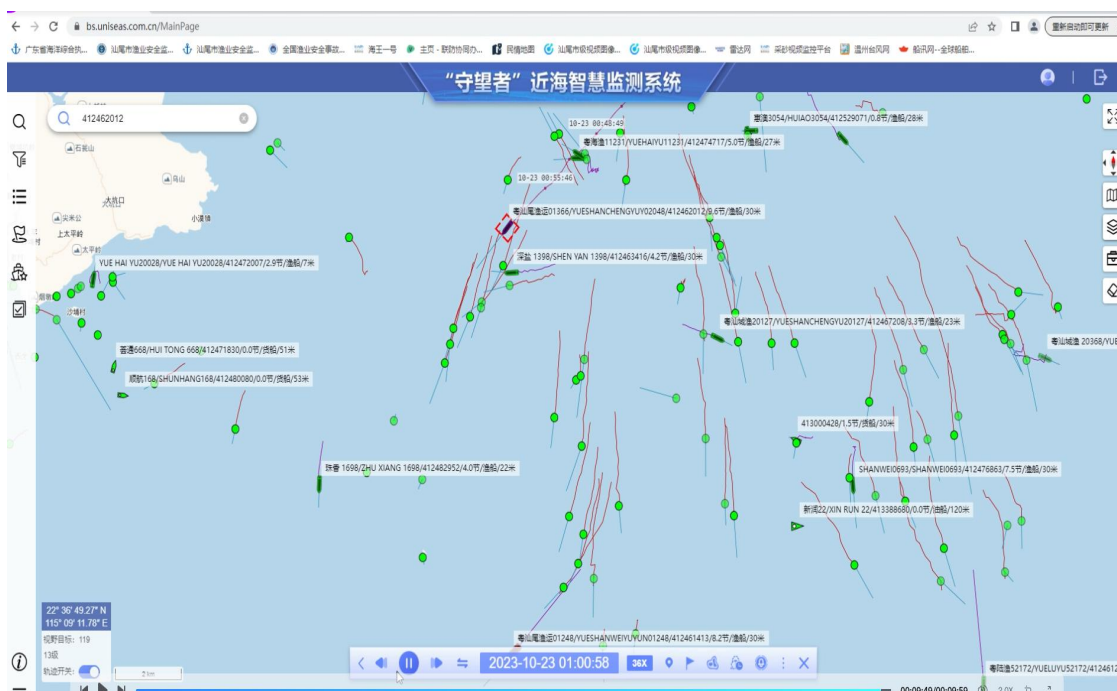 bs.uniseas.com.cn/MainPage
重新启动即可更新
广东省海洋综合执...
汕尾市渔业安全监...
汕尾市渔业安全监...
全国渔业安全事故...
海王一号
主页 - 联防协同办...
民情地图
汕尾市级视频图像...
汕尾市级视频图像...
雷达网
采砂视频监控平台
温州台风网
船讯网--全球船舶...
“守望者”近海智慧监测系统
412462012
10-23 00:48:49
惠澳3054/HUIAO3054/412529071/0.8节/渔船/28米
粤海渔11231/YUEHAIYU11231/412474717/5.0节/渔船/27米
石鼓山
乌山
10-23 00:55:46
大坑口
尖米公
小漠镇
粤汕尾渔运01366/YUESHANCHENGYUY02048/412462012/9.6节/渔船/30米
上太平岭
太平岭
深盐 1398/SHEN YAN 1398/412463416/4.2节/渔船/30米
YUE HAI YU20028/YUE HAI YU20028/412472007/2.9节/渔船/7米
沙埔村
粤汕城渔20127/YUESHANCHENGYU20127/412467208/3.3节/渔船/23米
粤汕城渔 20368/YUE
荟通668/HUI TONG 668/412471830/0.0节/货船/51米
顺航168/SHUNHANG168/412480080/0.0节/货船/53米
413000428/1.5节/货船/30米
珠香 1698/ZHU XIANG 1698/412482952/4.0节/渔船/22米
SHANWEI0693/SHANWEI0693/412476863/7.5节/渔船/30米
新润22/XIN RUN 22/413388680/0.0节/油船/120米
22° 36' 49.27" N
115° 09' 11.78" E
视野目标: 119
13级
轨迹开关:
2 km
粤汕尾渔运01248/YUESHANWEIYUYUN01248/412461413/8.2节/渔船/30米
2023-10-23 01:00:58
36X
粤陆渔52172/YUELUYU52172/4124612
00:09:49/00:09:59
2.0X